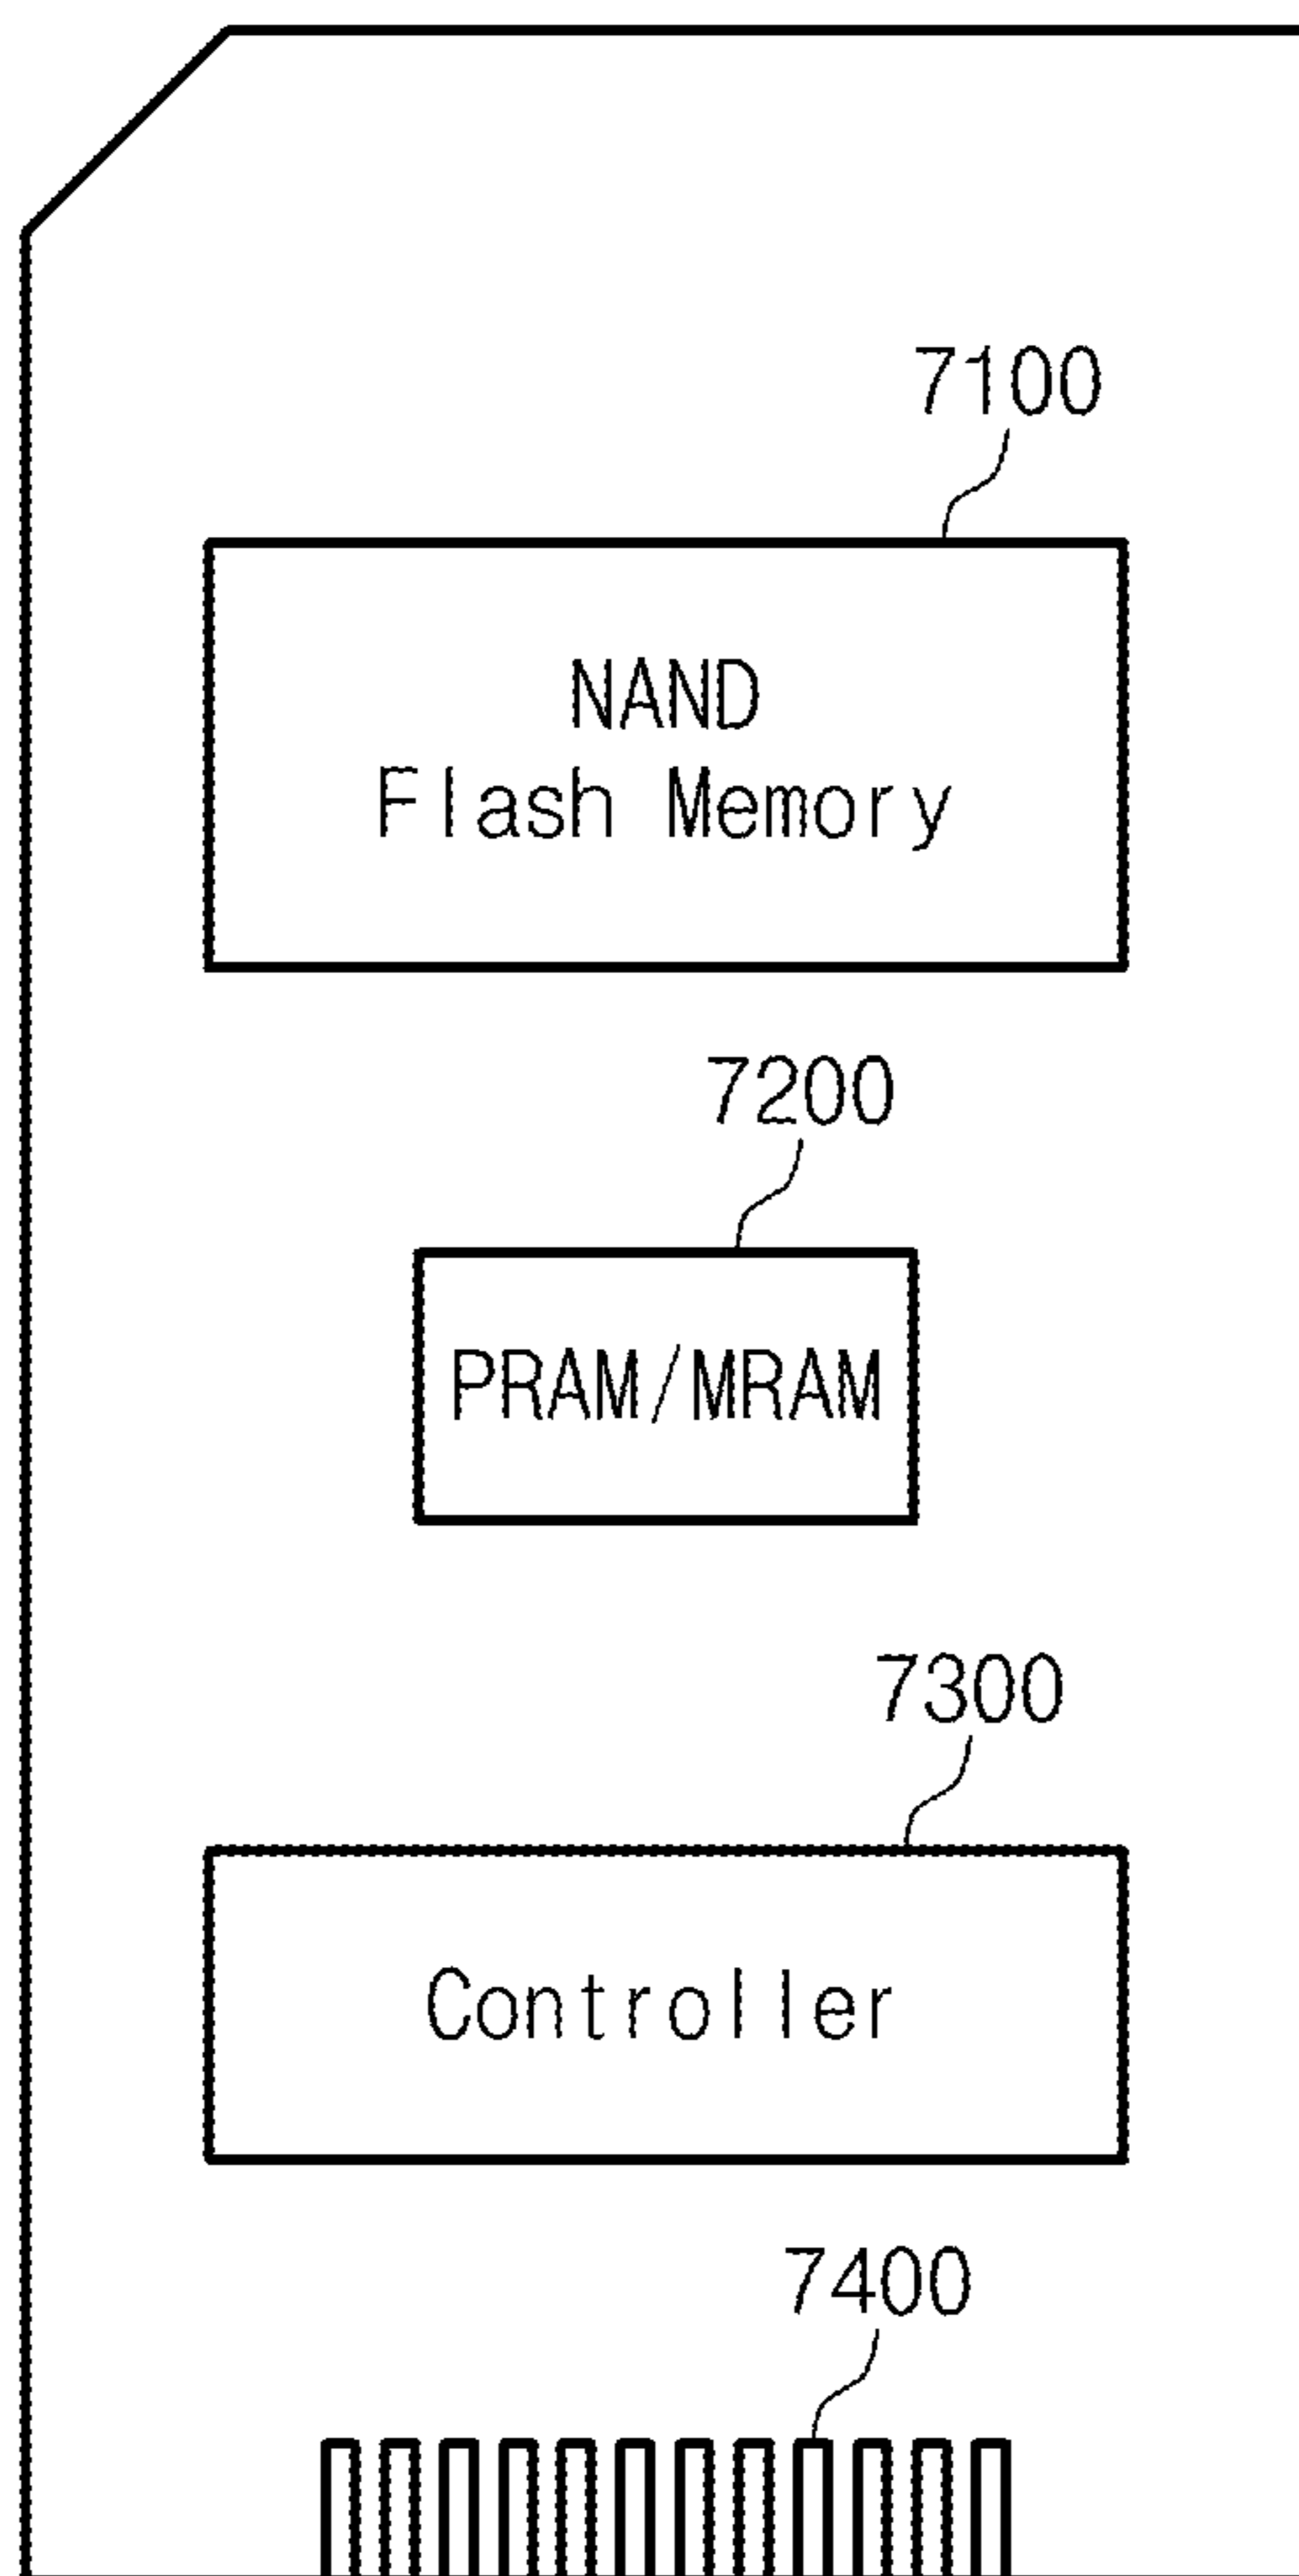 7100
NAND
Flash Memory
7200
PRAM/MRAM
7300
Controller
7400